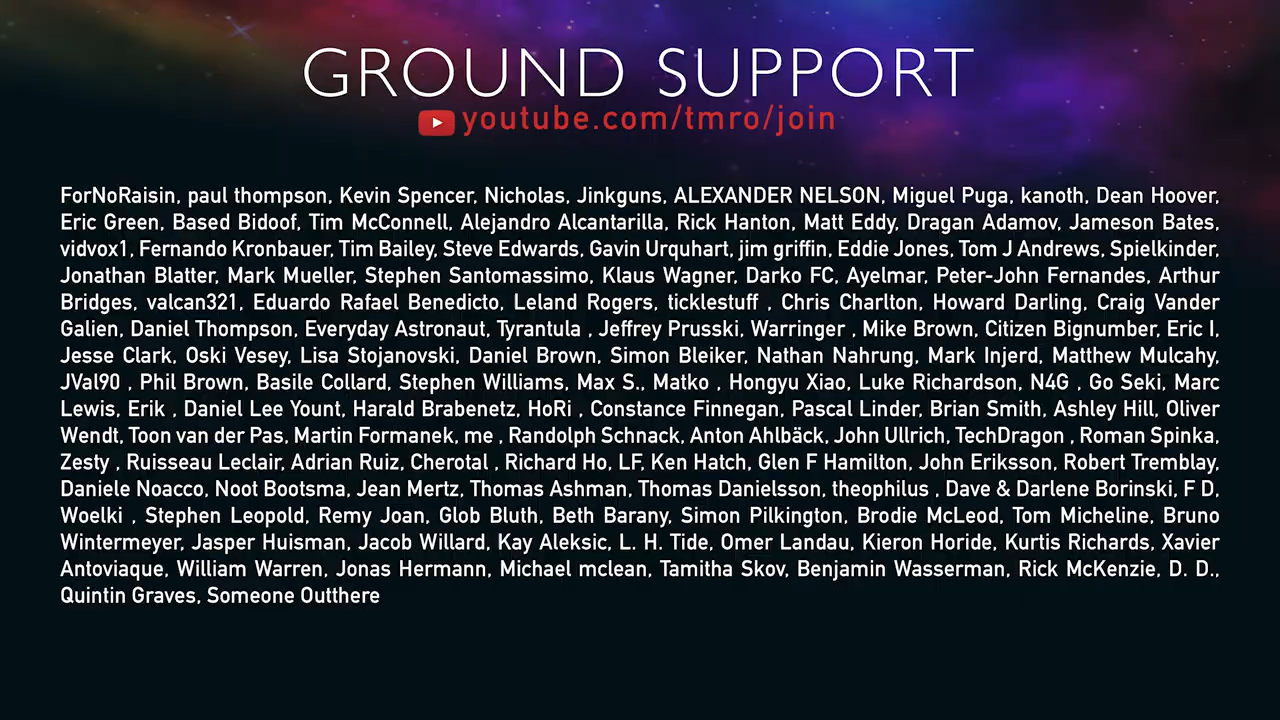 GROUND SUPPORT
youtube.com/tmro/join
ForNoRaisin, paul thompson, Kevin Spencer, Nicholas, Jinkguns, ALEXANDER NELSON, Miguel Puga, kanoth, Dean Hoover,
Eric Green, Based Bidoof, Tim McConnell, Alejandro Alcantarilla, Rick Hanton, Matt Eddy, Dragan Adamov, Jameson Bates,
vidvox1, Fernando Kronbauer, Tim Bailey, Steve Edwards, Gavin Urquhart, jim griffin, Eddie Jones, Tom J Andrews, Spielkinder,
Jonathan Blatter, Mark Mueller, Stephen Santomassimo, Klaus Wagner, Darko FC, Ayelmar, Peter-John Fernandes, Arthur
Bridges, valcan321, Eduardo Rafael Benedicto, Leland Rogers, ticklestuff , Chris Charlton, Howard Darling, Craig Vander
Galien, Daniel Thompson, Everyday Astronaut, Tyrantula , Jeffrey Prusski, Warringer , Mike Brown, Citizen Bignumber, Eric I,
Jesse Clark, Oski Vesey, Lisa Stojanovski, Daniel Brown, Simon Bleiker, Nathan Nahrung, Mark Injerd, Matthew Mulcahy,
JVal90 , Phil Brown, Basile Collard, Stephen Williams, Max S., Matko , Hongyu Xiao, Luke Richardson, N4G , Go Seki, Marc
Lewis, Erik , Daniel Lee Yount, Harald Brabenetz, HoRi , Constance Finnegan, Pascal Linder, Brian Smith, Ashley Hill, Oliver
Wendt, Toon van der Pas, Martin Formanek, me , Randolph Schnack, Anton Ahlbäck, John Ullrich, TechDragon , Roman Spinka,
Zesty , Ruisseau Leclair, Adrian Ruiz, Cherotal , Richard Ho, LF, Ken Hatch, Glen F Hamilton, John Eriksson, Robert Tremblay,
Daniele Noacco, Noot Bootsma, Jean Mertz, Thomas Ashman, Thomas Danielsson, theophilus , Dave & Darlene Borinski, F D,
Woelki , Stephen Leopold, Remy Joan, Glob Bluth, Beth Barany, Simon Pilkington, Brodie McLeod, Tom Micheline, Bruno
Wintermeyer, Jasper Huisman, Jacob Willard, Kay Aleksic, L. H. Tide, Omer Landau, Kieron Horide, Kurtis Richards, Xavier
Antoviaque, William Warren, Jonas Hermann, Michael mclean, Tamitha Skov, Benjamin Wasserman, Rick McKenzie, D. D.,
Quintin Graves, Someone Outthere